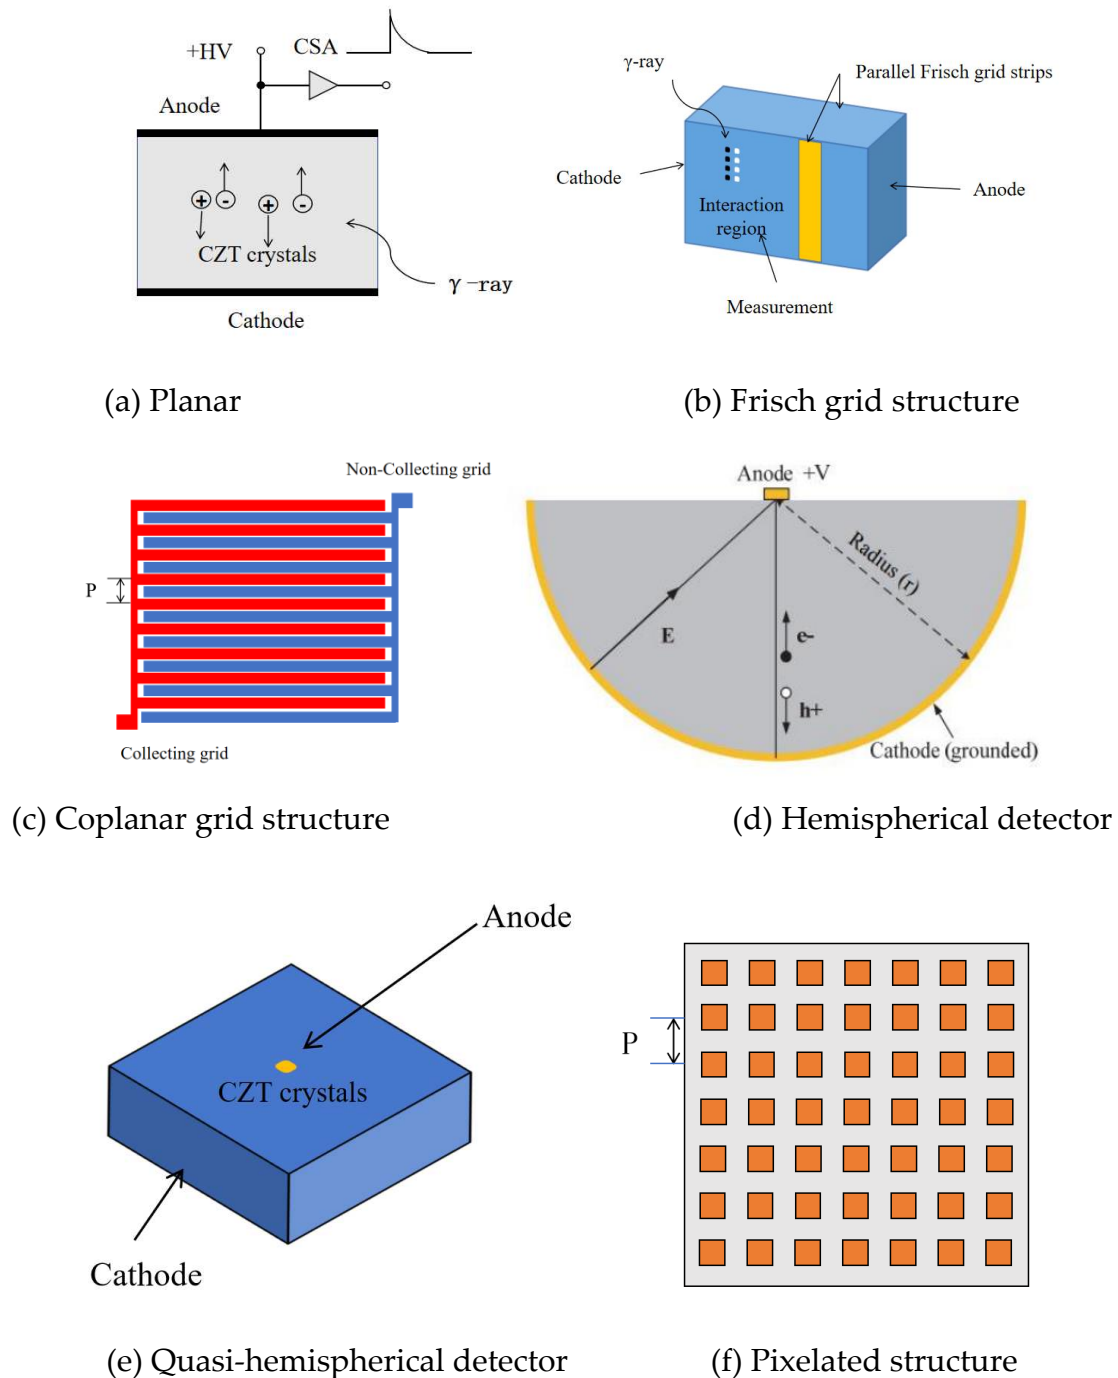 +HV
CSA
Anode
+ - + -
CZT crystals
γ-ray
Cathode
(a) Planar
γ-ray
Parallel Frisch grid strips
Cathode
Anode
Interaction
region
Measurement
(b) Frisch grid structure
Non-Collecting grid
P
Collecting grid
(c) Coplanar grid structure
Anode +V
Radius (r)
E
e-
h+
Cathode (grounded)
(d) Hemispherical detector
Anode
CZT crystals
Cathode
(e) Quasi-hemispherical detector
P
(f) Pixelated structure